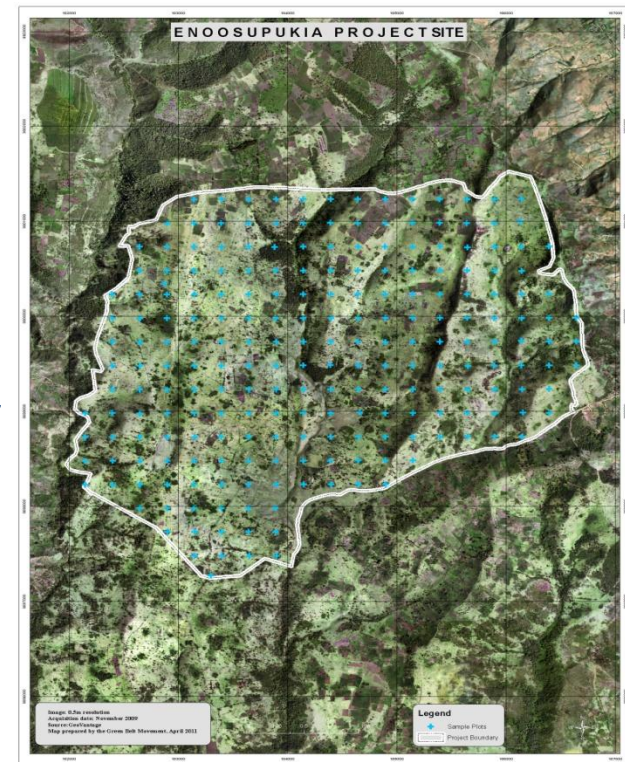 ENOOSUPUKIA PROJECT SITE
Image: 0.5m resolution
Acquisition date: November 2009
Source: GeoVantage
Map prepared by the Green Belt Movement, April 2011
Legend
Sample Plots
Project Boundary